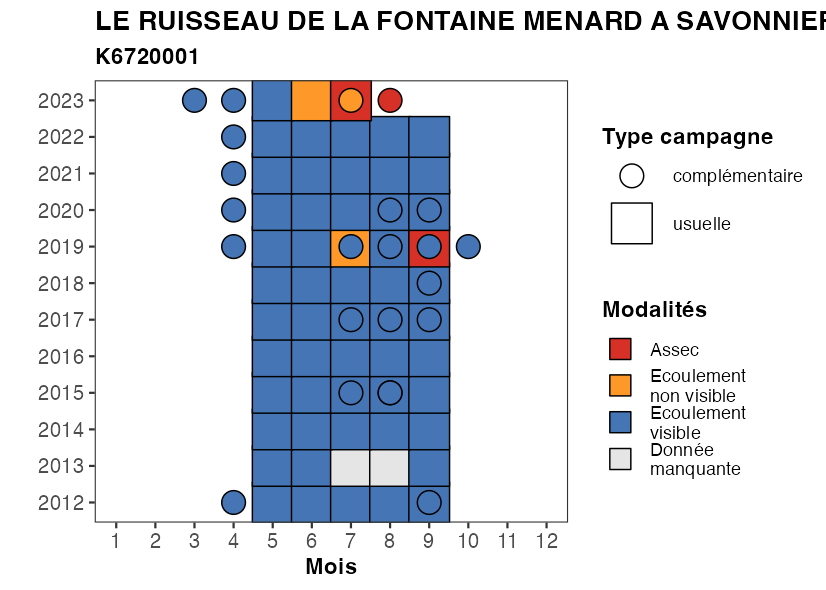 LE RUISSEAU DE LA FONTAINE MENARD A SAVONNIER
K6720001
2023
2022
2021
2020
2019
2018
2017
2016
2015
2014
2013
2012
1 2 3 4 5 6 7 8 9 10 11 12
Mois
Type campagne
complémentaire
usuelle
Modalités
Assec
Ecoulement
non visible
Ecoulement
visible
Donnée
manquante